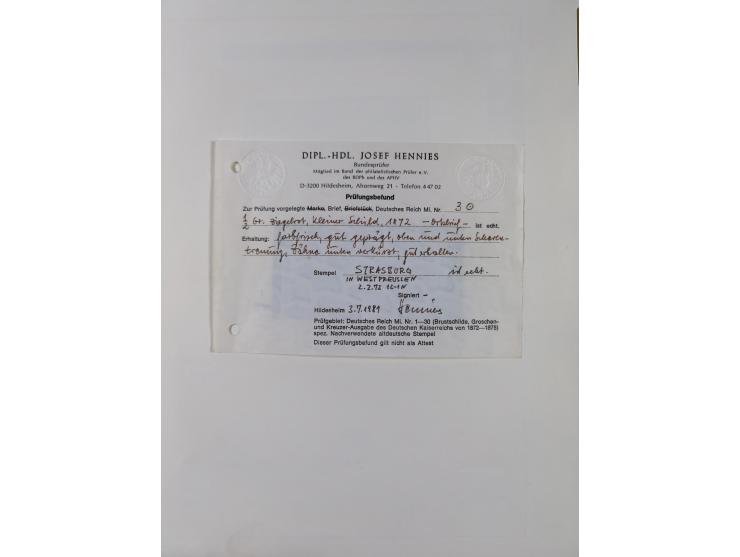 DIPL.-HDL. JOSEF HENNIES
Bundesprüfer
Mitglied im Bund der philatelistischen Prüfer e.V.
des BDPh und des APHV
D-3200 Hildesheim, Ahornweg 21 - Telefon 4 47 02
Prüfungsbefund
Zur Prüfung vorgelegte Marke, Brief, Briefstück, Deutsches Reich Mi. Nr. 30
½ Gr. Ziegelrot, Kleiner Schild, 1872 - Ortsbrief - ist echt.
Erhaltung: farbfrisch, gut geprägt, oben und unten Scheren-
trennung, Zähne unten verkürzt, gut erhalten.
Stempel STRASBURG ist echt.
IN WESTPREUSSEN
Signiert -
Hildesheim 3.7.1989 Hennies
Prüfgebiet: Deutsches Reich Mi. Nr. 1—30 (Brustschilde, Groschen-
und Kreuzer-Ausgabe des Deutschen Kaiserreichs von 1872—1875)
spez. Nachverwendete altdeutsche Stempel
Dieser Prüfungsbefund gilt nicht als Attest